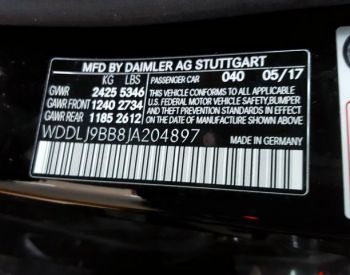 MFD BY DAIMLER AG STUTTGART
KG LBS PASSENGER CAR 040 05/17
GVWR 2425 5346 THIS VEHICLE CONFORMS TO ALL APPLICABLE
GAWR FRONT 1240 2734 U.S. FEDERAL MOTOR VEHICLE SAFETY, BUMPER
GAWR REAR 1185 2612 AND THEFT PREVENTION STANDARDS IN EFFECT
ON THE DATE OF MANUFACTURE SHOWN ABOVE.
WDDLJ9BB8JA204897 MADE IN GERMANY